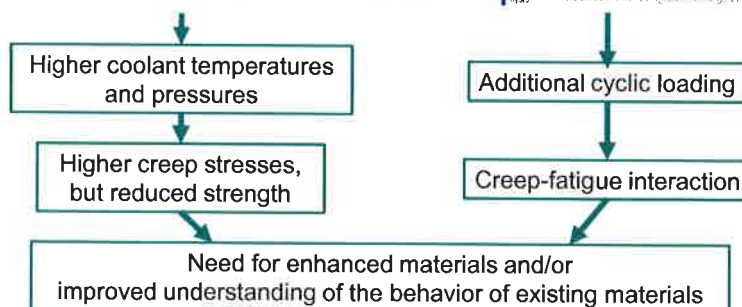 Higher coolant temperatures
and pressures
Additional cyclic loading
Higher creep stresses,
but reduced strength
Creep-fatigue interaction
Need for enhanced materials and/or
improved understanding of the behavior of existing materials